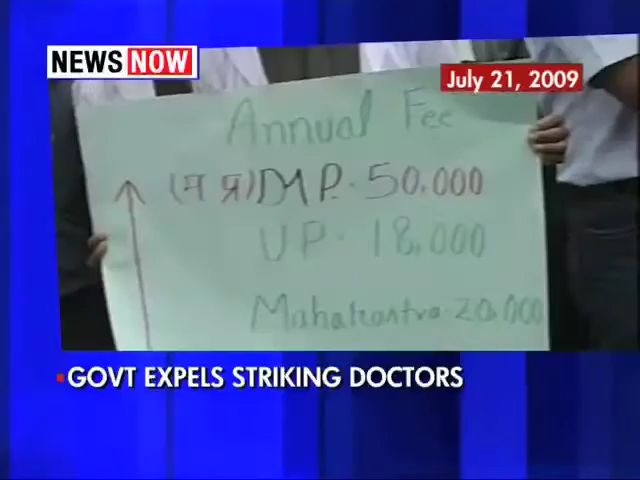 NEWS NOW
July 21, 2009
Annual Fee
(म प्र) M P. 50.000
U P - 18.000
Maharastra - 20.000
GOVT EXPELS STRIKING DOCTORS